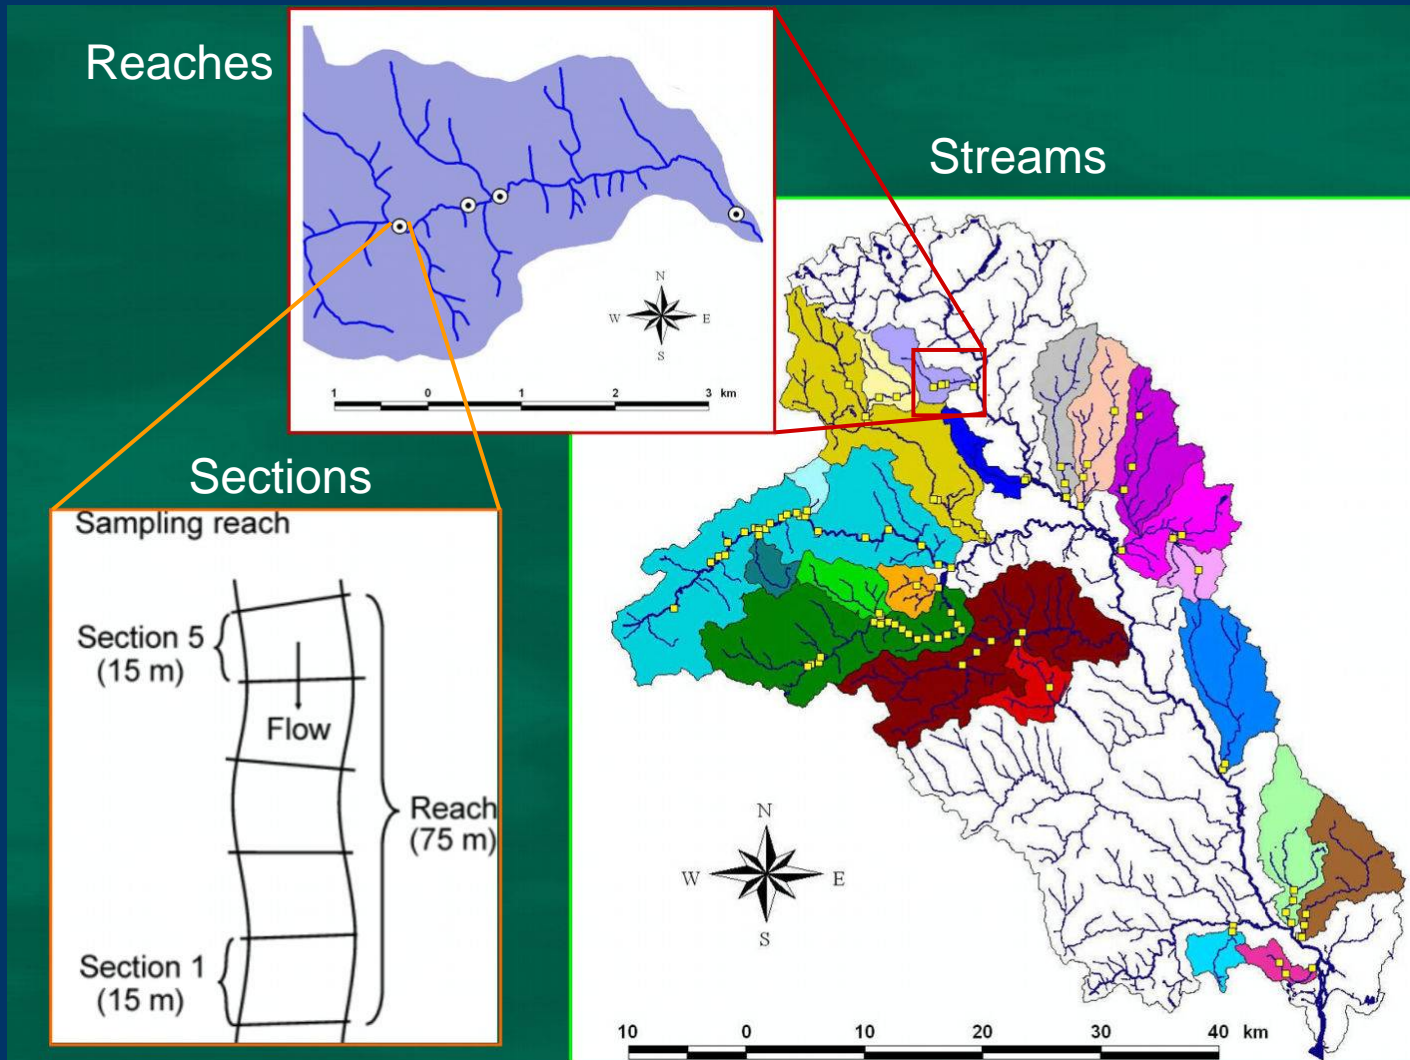 Reaches
N
W
E
S
1 0 1 2 3 km
Streams
Sections
Sampling reach
Section 5
(15 m)
Flow
Reach
(75 m)
Section 1
(15 m)
N
W
E
S
10 0 10 20 30 40 km